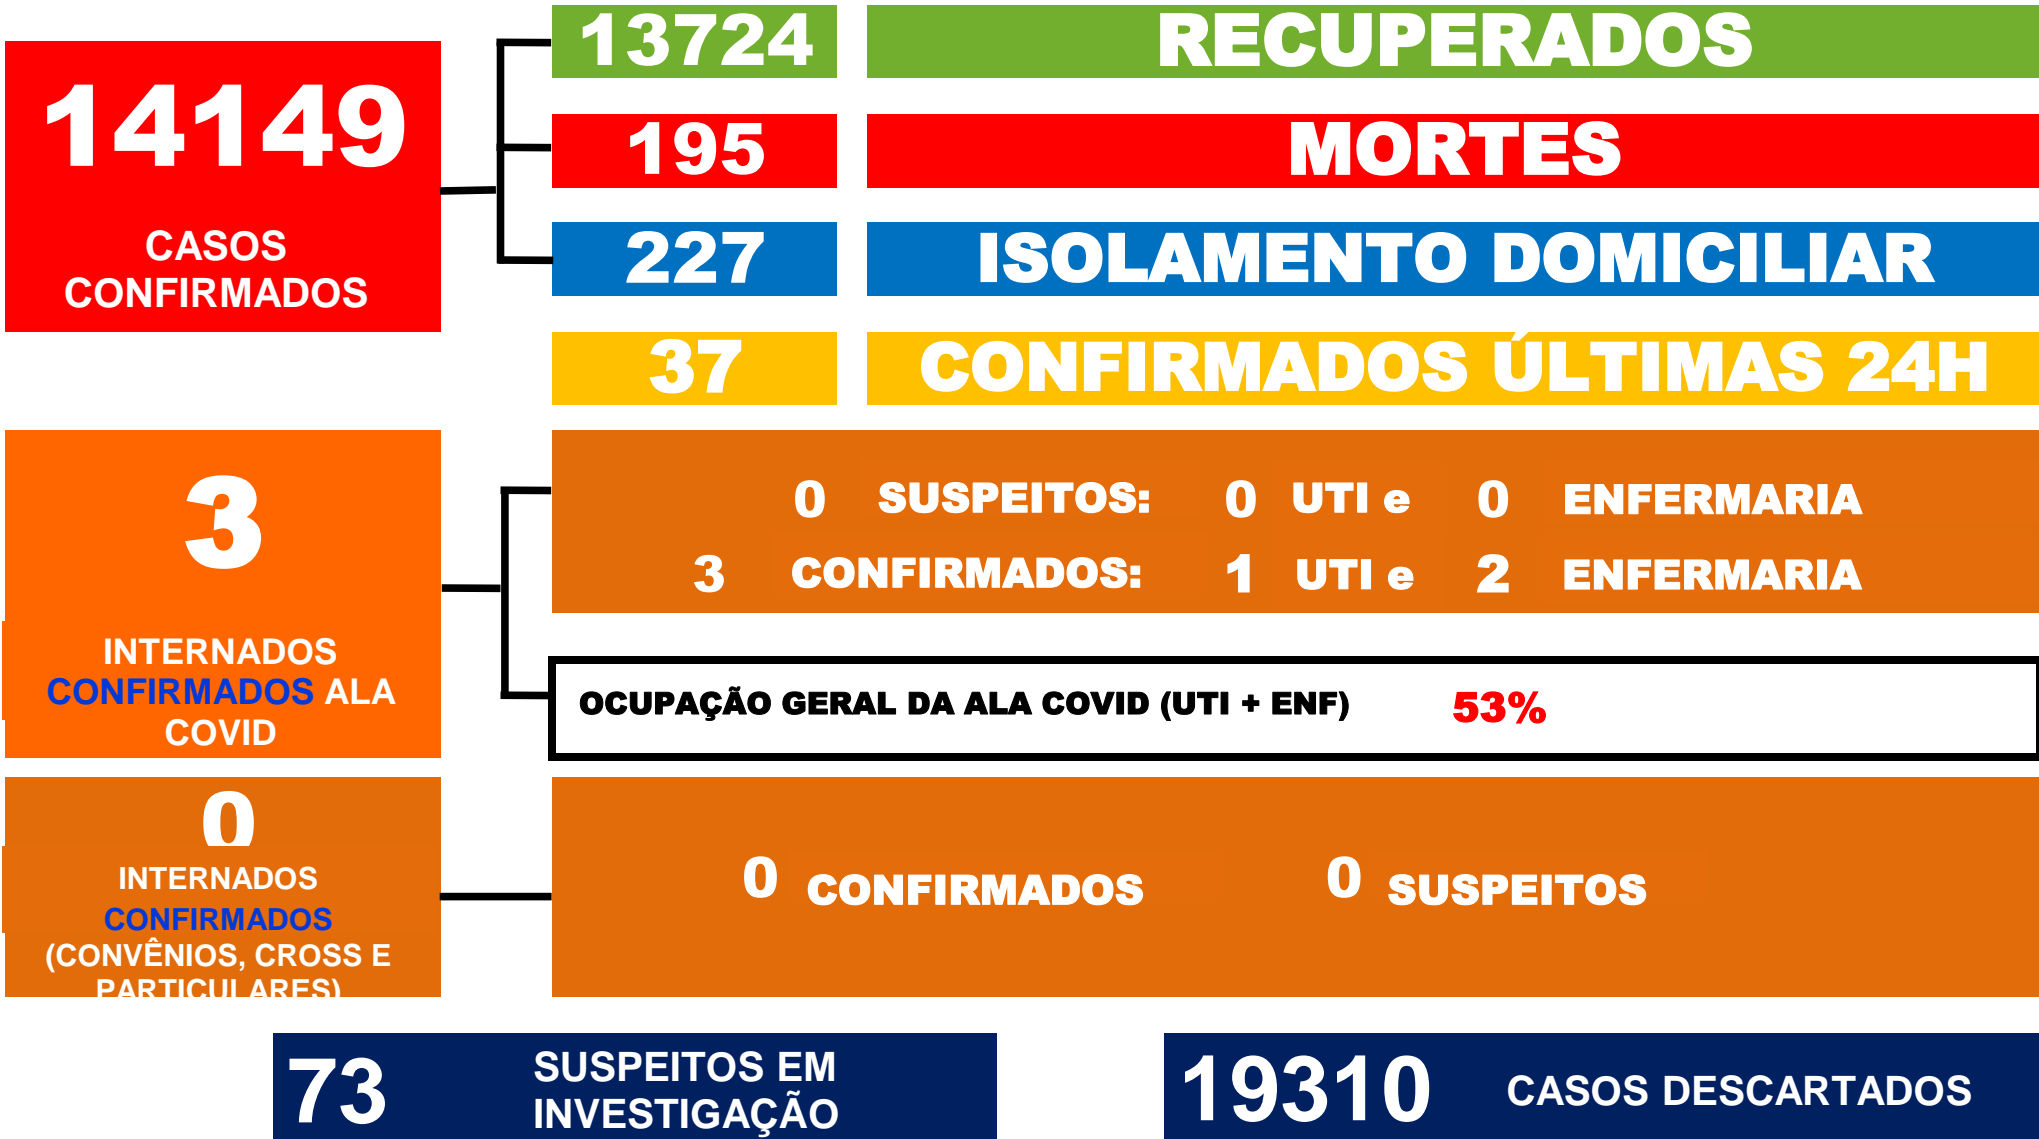 13724 RECUPERADOS
14149
CASOS
CONFIRMADOS
195 MORTES
227 ISOLAMENTO DOMICILIAR
37 CONFIRMADOS ÚLTIMAS 24H
3
INTERNADOS
CONFIRMADOS ALA
COVID
0 SUSPEITOS: 0 UTI e 0 ENFERMARIA
3 CONFIRMADOS: 1 UTI e 2 ENFERMARIA
OCUPAÇÃO GERAL DA ALA COVID (UTI + ENF) 53%
0
INTERNADOS
CONFIRMADOS
(CONVÊNIOS, CROSS E
PARTICULARES)
0 CONFIRMADOS 0 SUSPEITOS
73 SUSPEITOS EM
INVESTIGAÇÃO
19310 CASOS DESCARTADOS